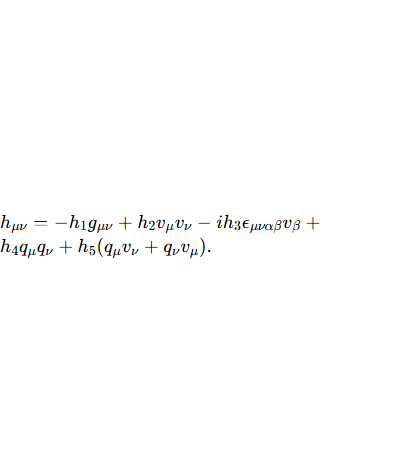 h_{μν} = −h_1 g_{μν} + h_2 v_μ v_ν − i h_3 ϵ_{μναβ} v_β +
h_4 q_μ q_ν + h_5 (q_μ v_ν + q_ν v_μ).